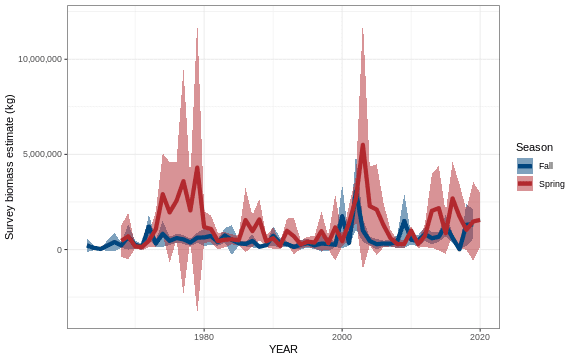 Survey biomass estimate (kg)
10,000,000
5,000,000
0
1980
2000
2020
YEAR
Season
Fall
Spring